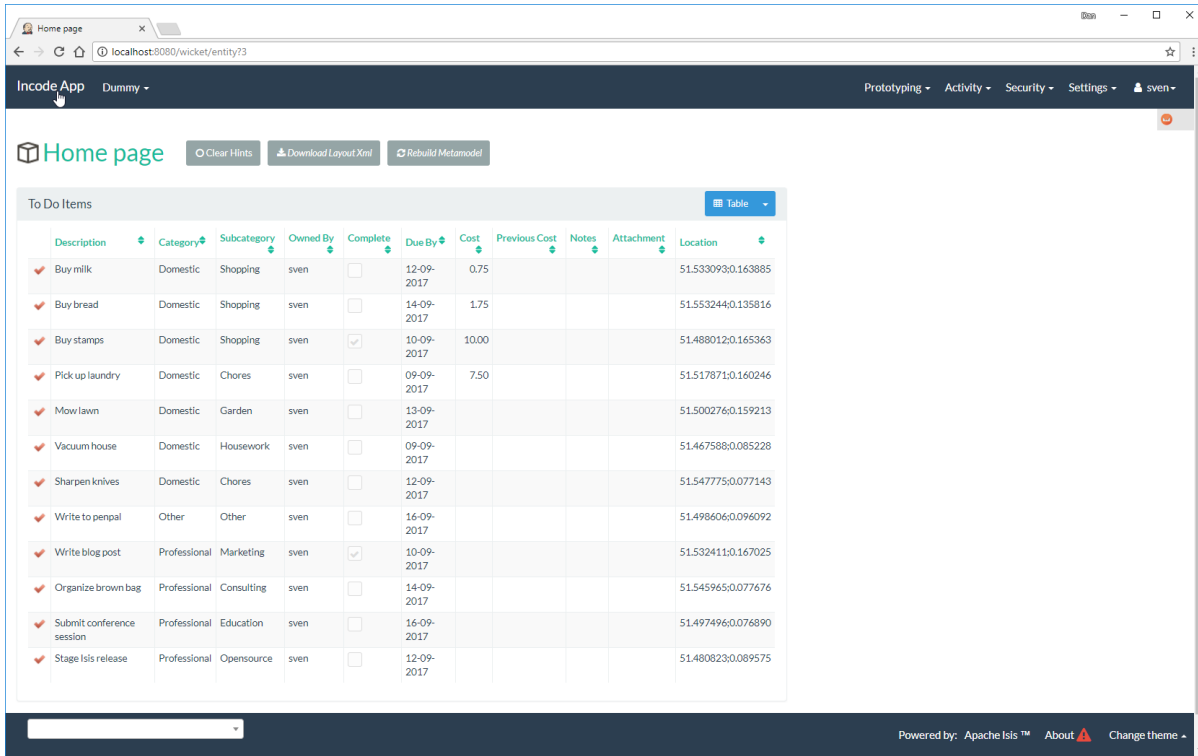 Home page
Dan
localhost:8080/wicket/entity?3
Incode App Dummy Prototyping Activity Security Settings sven
Home page Clear Hints Download Layout Xml Rebuild Metamodel
To Do Items Table
Description Category Subcategory Owned By Complete Due By Cost Previous Cost Notes Attachment Location
Buy milk Domestic Shopping sven 12-09- 0.75 51.533093;0.163885
2017
Buy bread Domestic Shopping sven 14-09- 1.75 51.553244;0.135816
2017
Buy stamps Domestic Shopping sven 10-09- 10.00 51.488012;0.165363
2017
Pick up laundry Domestic Chores sven 09-09- 7.50 51.517871;0.160246
2017
Mow lawn Domestic Garden sven 13-09- 51.500276;0.159213
2017
Vacuum house Domestic Housework sven 09-09- 51.467588;0.085228
2017
Sharpen knives Domestic Chores sven 12-09- 51.547775;0.077143
2017
Write to penpal Other Other sven 16-09- 51.498606;0.096092
2017
Write blog post Professional Marketing sven 10-09- 51.532411;0.167025
2017
Organize brown bag Professional Consulting sven 14-09- 51.545965;0.077676
2017
Submit conference Professional Education sven 16-09- 51.497496;0.076890
session 2017
Stage Isis release Professional Opensource sven 12-09- 51.480823;0.089575
2017
Powered by: Apache Isis ™ About Change theme